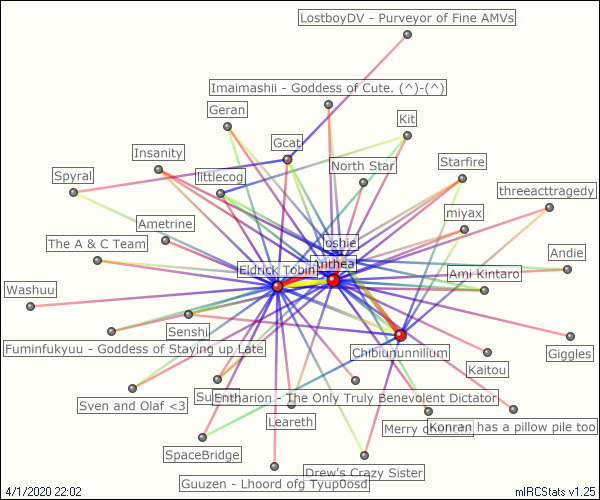 LostboyDV - Purveyor of Fine AMVs
Imaimashii - Goddess of Cute. (^)-(^)
Geran
Kit
Gcat
Insanity
North Star
Starfire
Spyral
littlecog
threeacttragedy
miyax
Ametrine
Joshie
The A & C Team
Andie
Anthea
Eldrick Tobin
Ami Kintaro
Washuu
Senshi
Fuminfukyuu - Goddess of Staying up Late
Chibiununnilium
Giggles
Kaitou
Sven and Olaf <3
Entharion - The Only Truly Benevolent Dictator
Leareth
Merry
Konran has a pillow pile too
SpaceBridge
Drew's Crazy Sister
Guuzen - Lhoord ofg Tyup0osd
4/1/2020 22:02
mIRCStats v1.25